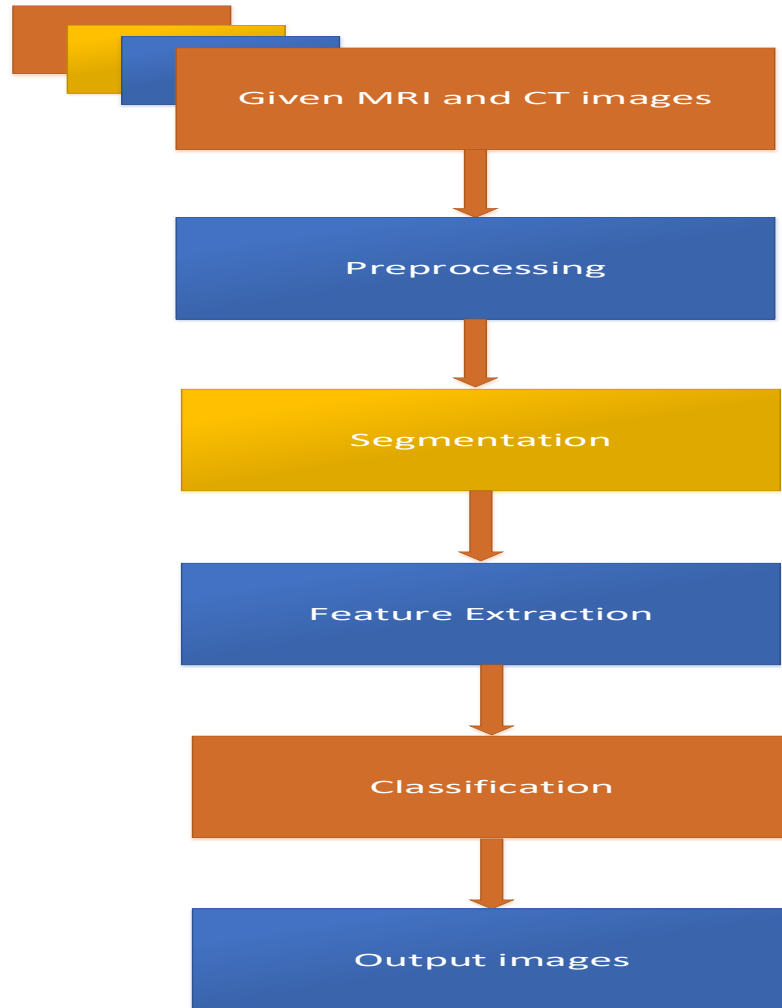 Given MRI and CT images
Preprocessing
Segmentation
Feature Extraction
Classification
Output images